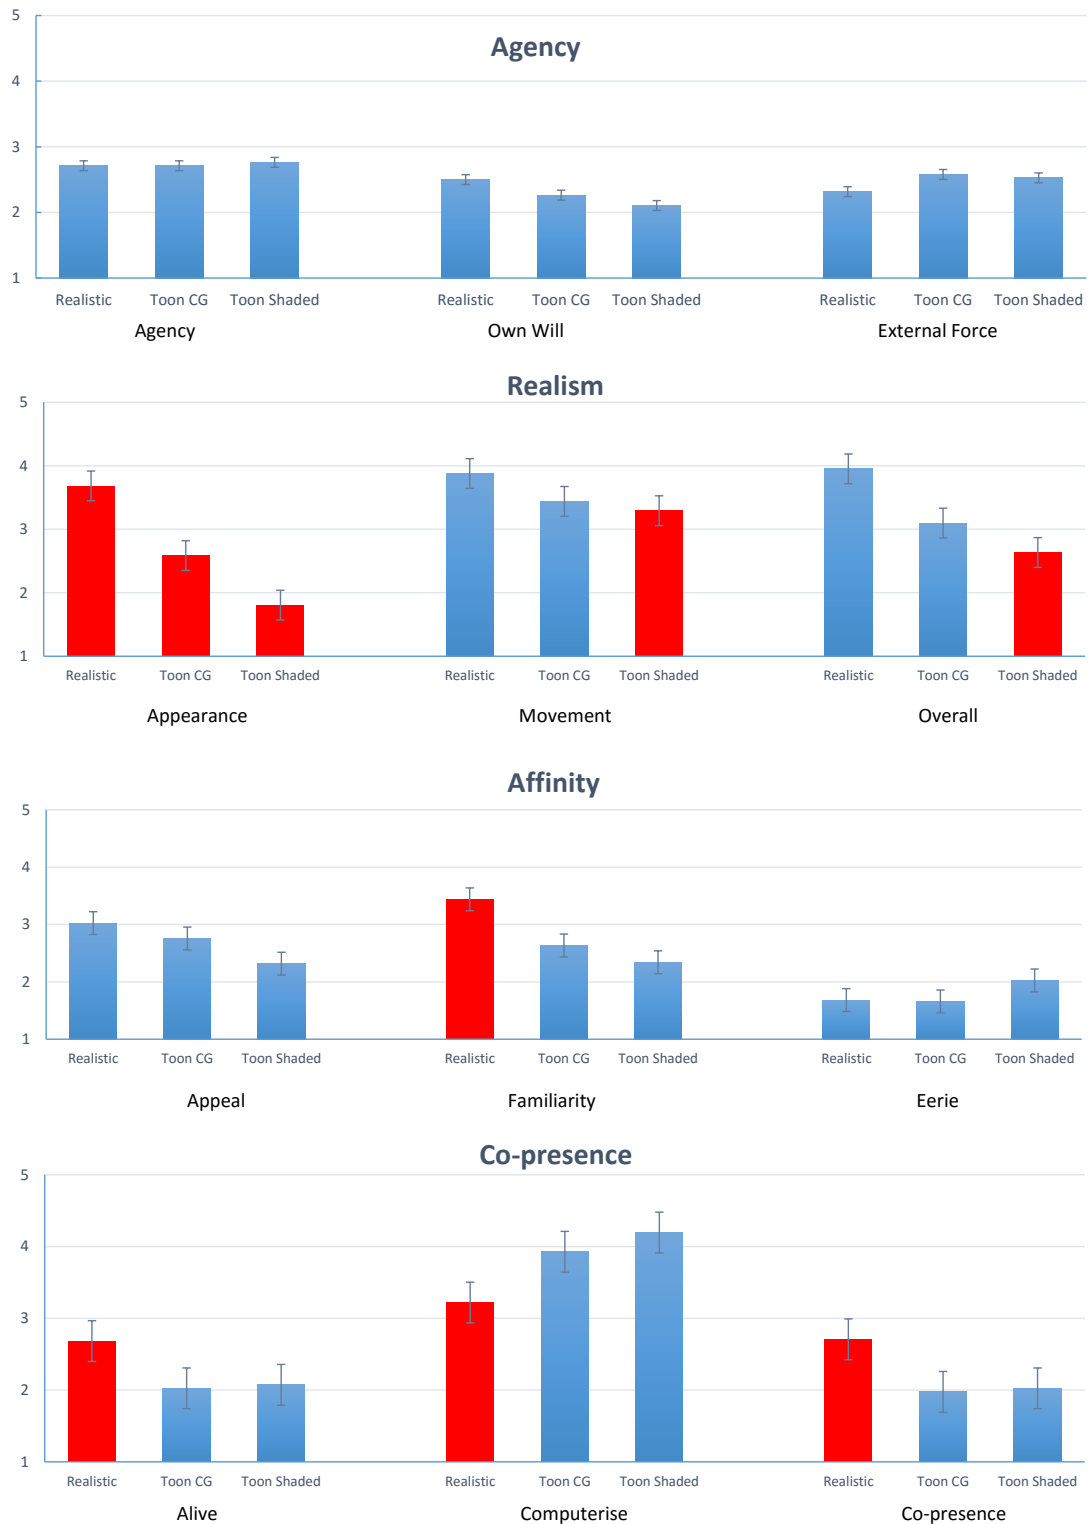 Agency
5
4
3
2
1
Realistic Toon CG Toon Shaded Realistic Toon CG Toon Shaded Realistic Toon CG Toon Shaded
Agency Own Will External Force
Realism
5
4
3
2
1
Realistic Toon CG Toon Shaded Realistic Toon CG Toon Shaded Realistic Toon CG Toon Shaded
Appearance Movement Overall
Affinity
5
4
3
2
1
Realistic Toon CG Toon Shaded Realistic Toon CG Toon Shaded Realistic Toon CG Toon Shaded
Appeal Familiarity Eerie
Co-presence
5
4
3
2
1
Realistic Toon CG Toon Shaded Realistic Toon CG Toon Shaded Realistic Toon CG Toon Shaded
Alive Computerise Co-presence